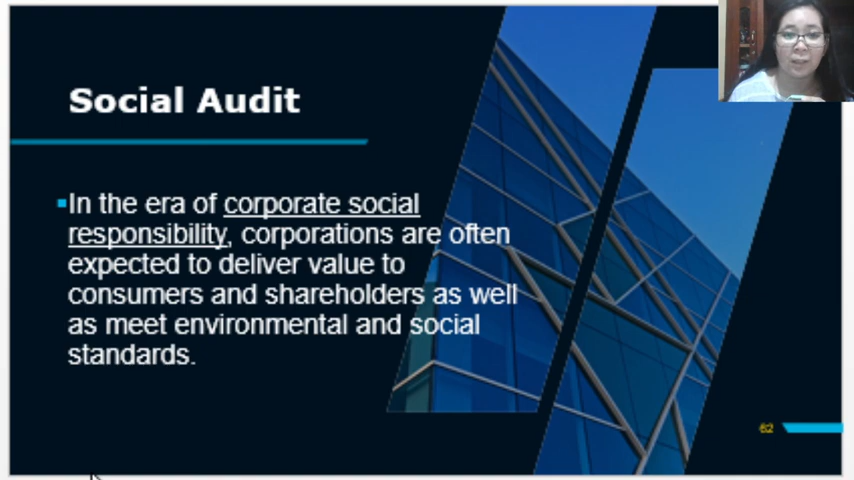 Social Audit
In the era of corporate social
responsibility, corporations are often
expected to deliver value to
consumers and shareholders as well
as meet environmental and social
standards.
62